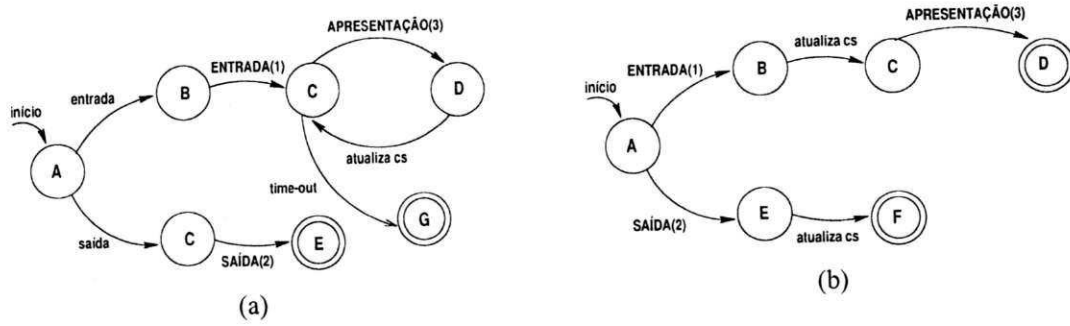 APRESENTAÇÃO(3)
ENTRADA(1)
B
C
D
entrada
início
A
atualiza cs
time-out
G
saída
C
SAÍDA(2)
E
(a)
APRESENTAÇÃO(3)
atualiza cs
ENTRADA(1)
B
C
D
início
A
SAÍDA(2)
E
F
atualiza cs
(b)